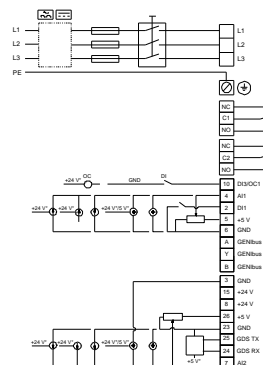 L1 L1
L2 L2
L3 L3
PE
NC
C1
NO
NC
C2
NO
+24 V* OC GND DI 10 DI3/OC1
4 AI1
+24 V* +24 V* +24 V*/5 V* 2 DI1
5 +5 V
6 GND
A GENIbus
Y GENIbus
B GENIbus
3 GND
15 +24 V
8 +24 V
26 +5 V
23 GND
25 GDS TX
24 GDS RX
+24 V* +24 V* +24 V*/5 V* +5 V* 7 AI2